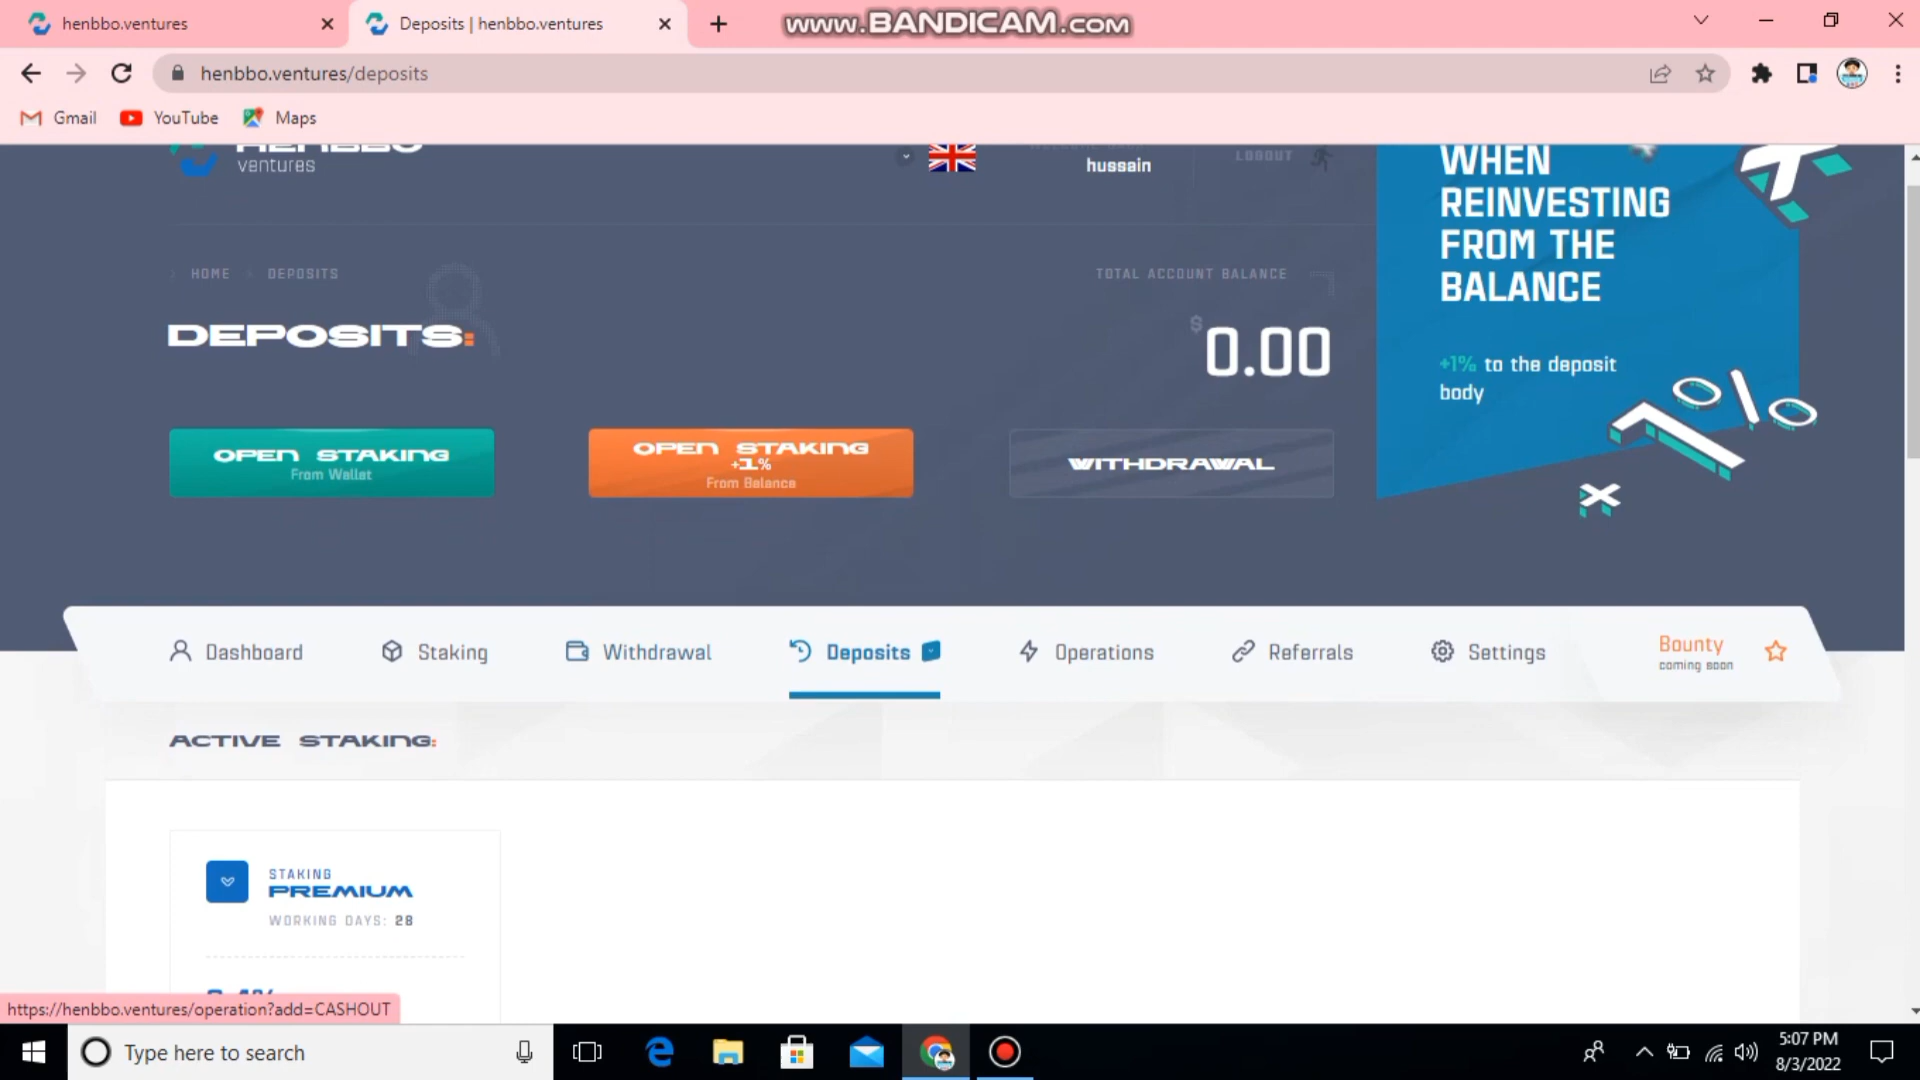 henbbo.ventures
Deposits | henbbo.ventures
www.BANDICAM.com
henbbo.ventures/deposits
Gmail
YouTube
Maps
ventures
hussain
LOGOUT
WHEN
REINVESTING
FROM THE
BALANCE
+1% to the deposit
body
1%
HOME
DEPOSITS
TOTAL ACCOUNT BALANCE
DEPOSITS:
$ 0.00
OPEN STAKING
From Wallet
OPEN STAKING
+1%
From Balance
WITHDRAWAL
Dashboard
Staking
Withdrawal
Deposits
Operations
Referrals
Settings
Bounty
coming soon
ACTIVE STAKING:
STAKING
PREMIUM
WORKING DAYS: 28
https://henbbo.ventures/operation?add=CASHOUT
Type here to search
5:07 PM
8/3/2022